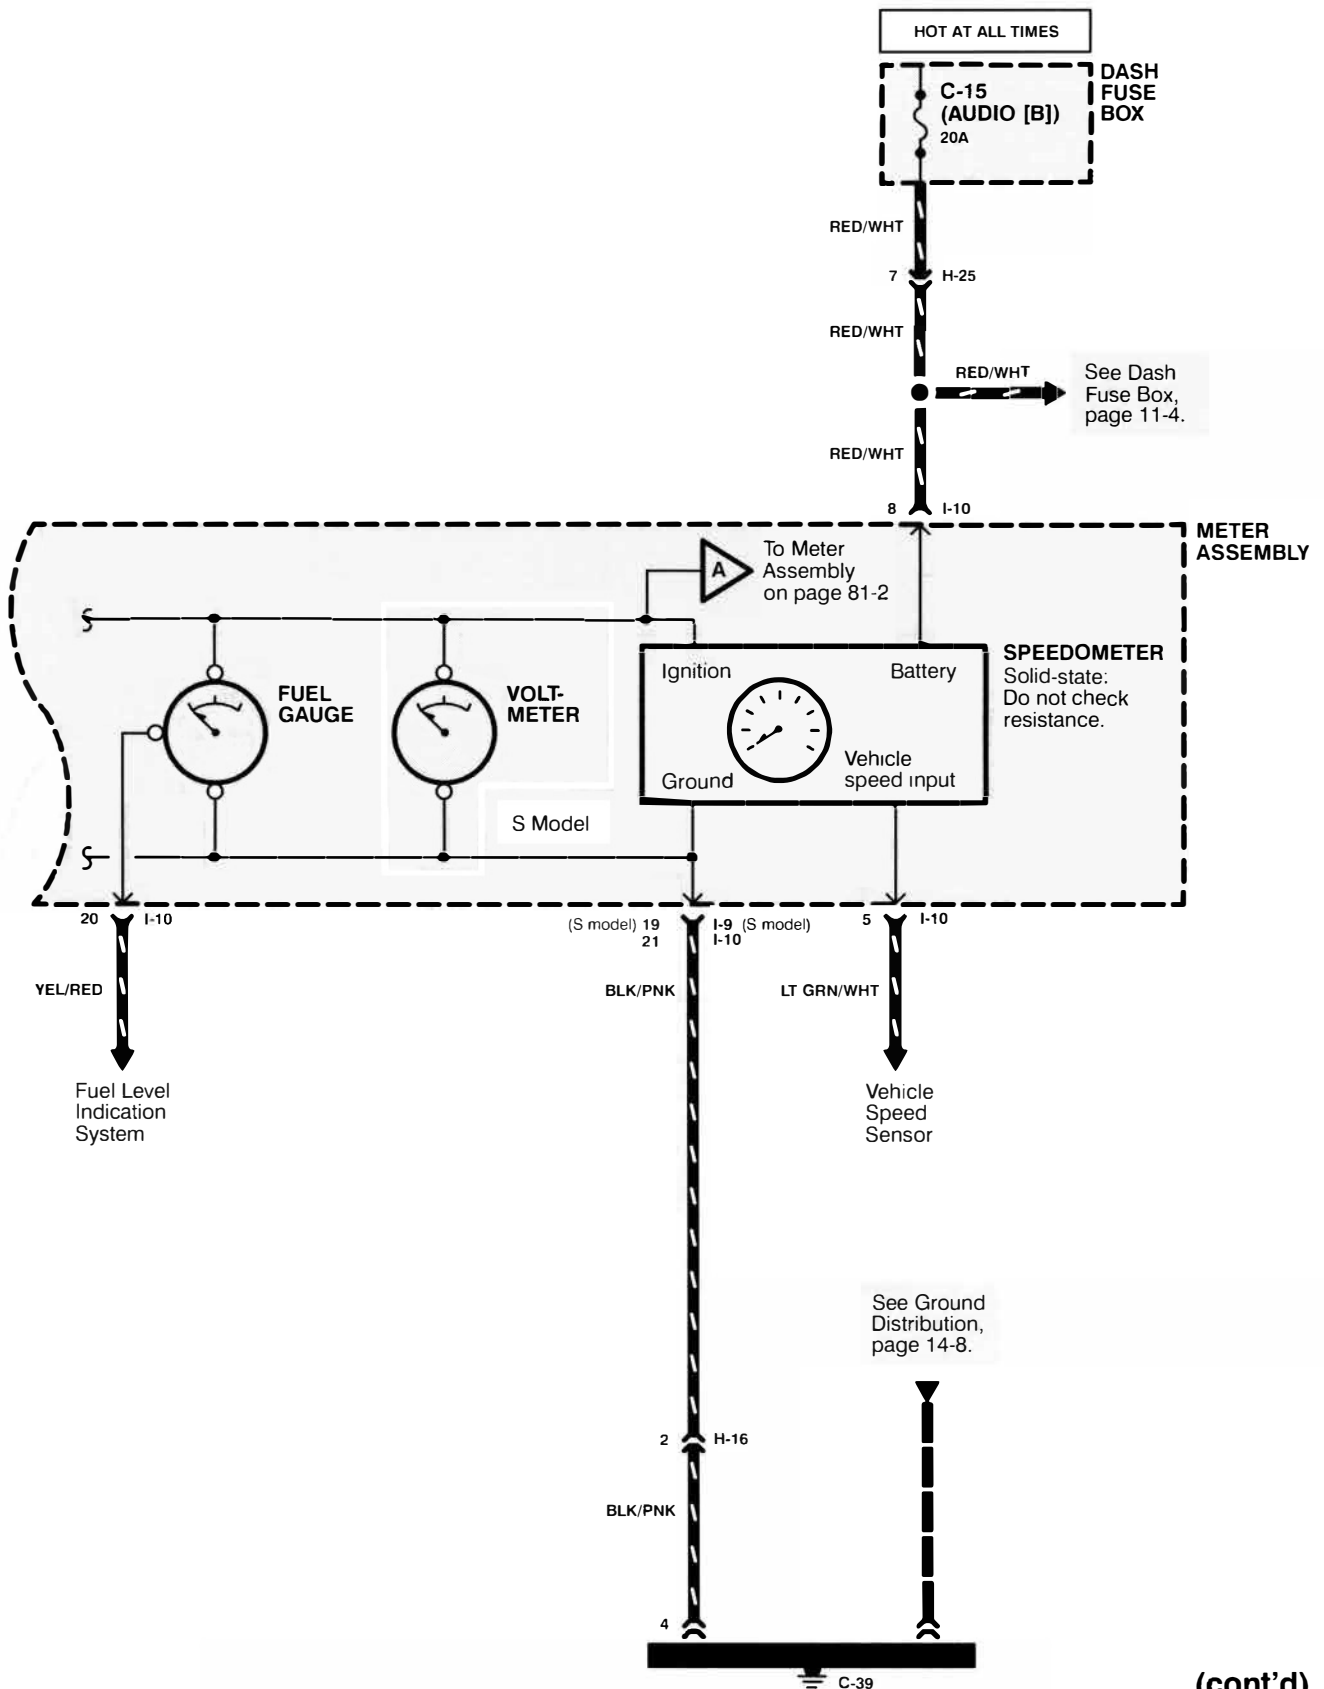 HOT AT ALL TIMES
DASH
FUSE
BOX
C-15
(AUDIO [B])
20A
RED/WHT
7 H-25
RED/WHT
RED/WHT
See Dash
Fuse Box,
page 11-4.
RED/WHT
8 I-10
METER
ASSEMBLY
A
To Meter
Assembly
on page 81-2
SPEEDOMETER
Solid-state:
Do not check
resistance.
Ignition
Battery
FUEL
GAUGE
VOLT-
METER
Vehicle
speed input
Ground
S Model
20 I-10
(S model) 19 I-9 (S model)
21 I-10
5 I-10
YEL/RED
BLK/PNK
LT GRN/WHT
Fuel Level
Indication
System
Vehicle
Speed
Sensor
See Ground
Distribution,
page 14-8.
2 H-16
BLK/PNK
4
C-39
(cont'd)